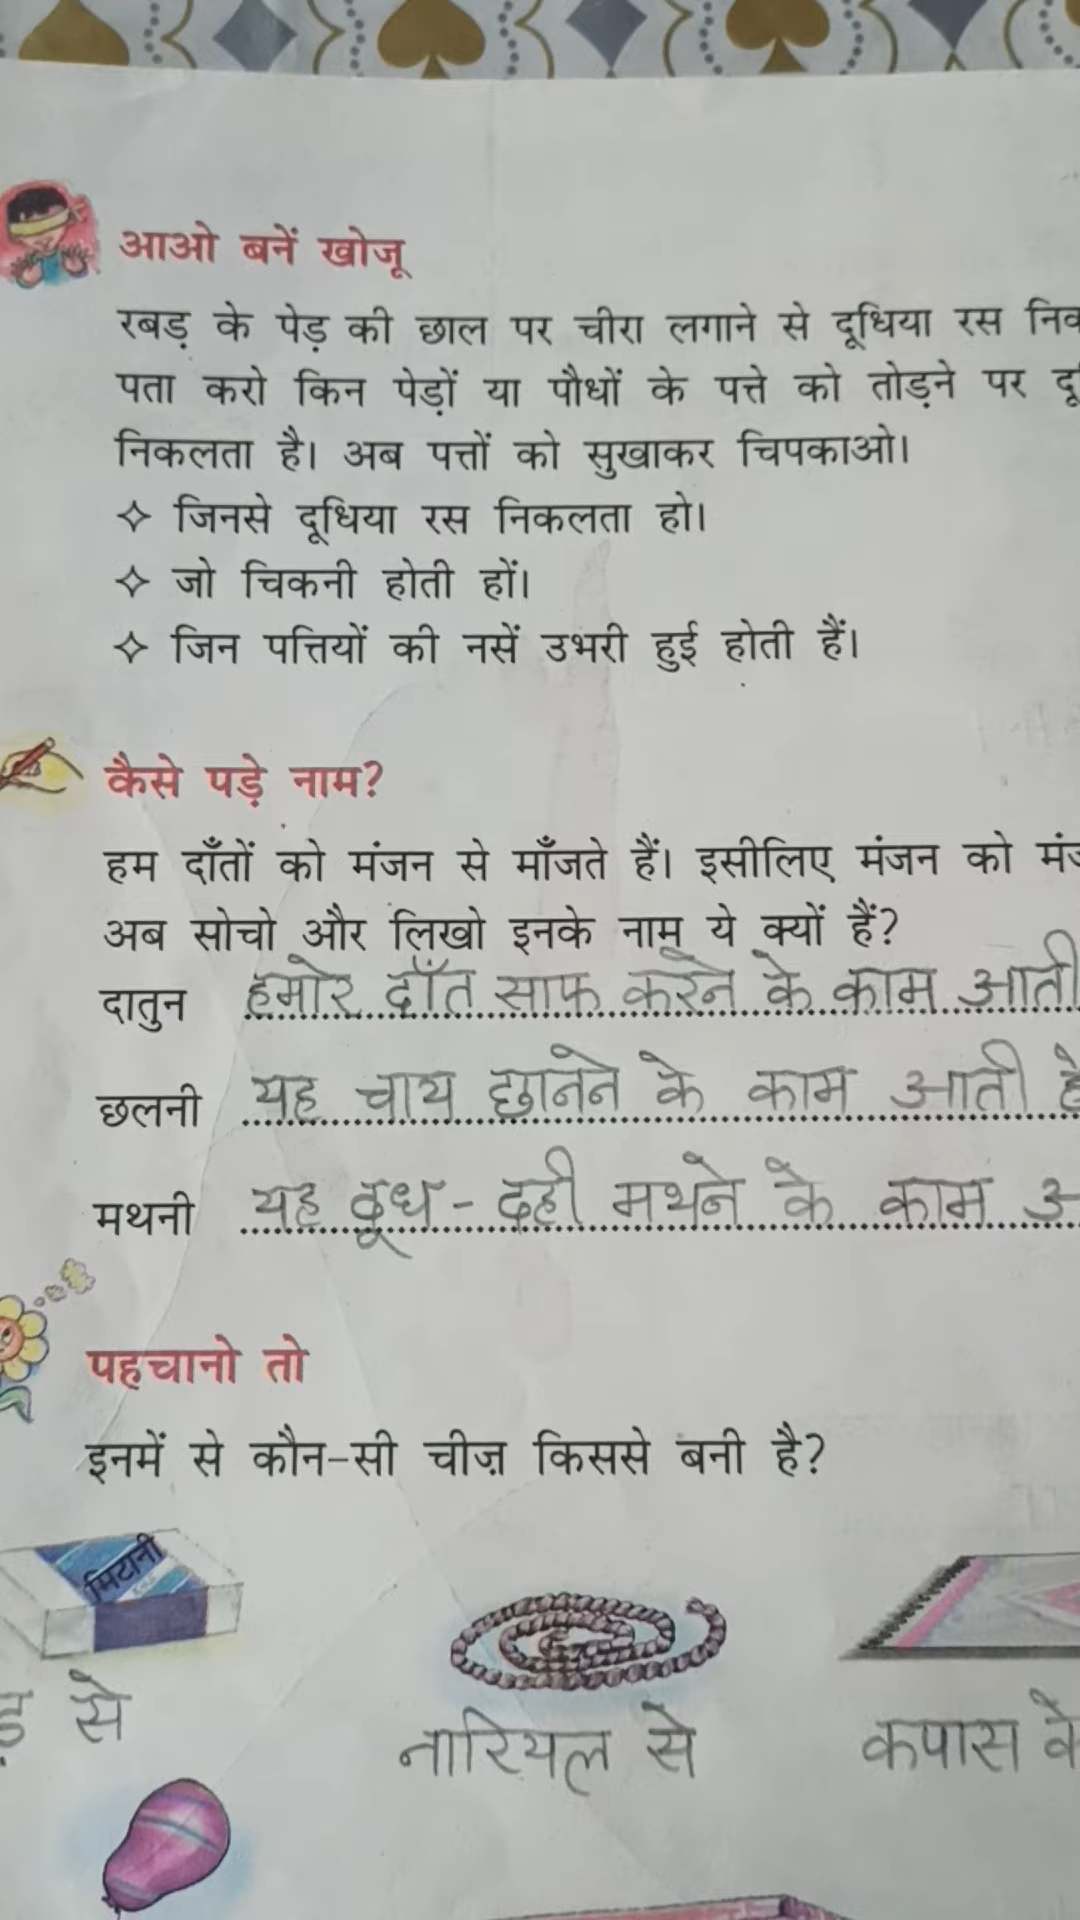 आओ बनें खोजू
रबड़ के पेड़ की छाल पर चीरा लगाने से दूधिया रस
पता करो किन पेड़ों या पौधों के पत्ते को तोड़ने पर
निकलता है। अब पत्तों को सुखाकर चिपकाओ।
✧ जिनसे दूधिया रस निकलता हो।
✧ जो चिकनी होती हों।
✧ जिन पत्तियों की नसें उभरी हुई होती हैं।
कैसे पड़े नाम?
हम दाँतों को मंजन से माँजते हैं। इसीलिए मंजन को
अब सोचो और लिखो इनके नाम ये क्यों हैं?
दातुन हमारे दाँत साफ करने के काम आती
छलनी यह चाय छानने के काम आती है
मथनी यह दूध - दही मथने के काम
पहचानो तो
इनमें से कौन-सी चीज़ किससे बनी है?
मिटानी
से नारियल से कपास